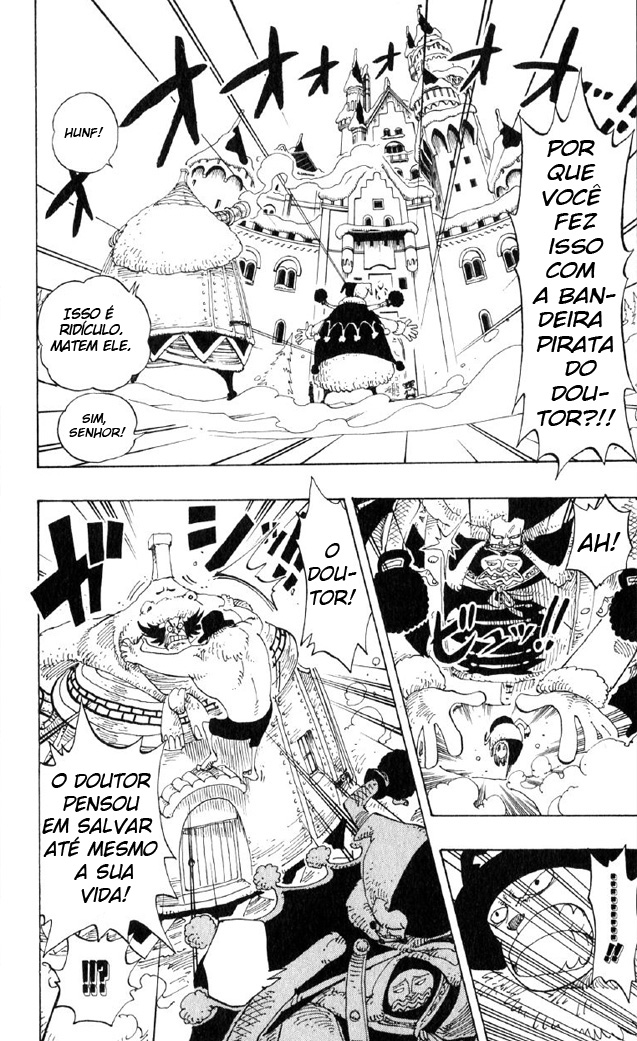 POR
QUE
VOCÊ
FEZ
ISSO
COM
A BAN-
DEIRA
PIRATA
DO
DOU-
TOR?!!
HUNF!
ISSO É
RIDÍCULO.
MATEM ELE.
SIM,
SENHOR!
AH!
O
DOU-
TOR!
O DOUTOR
PENSOU
EM SALVAR
ATÉ MESMO
A SUA
VIDA!
!!?